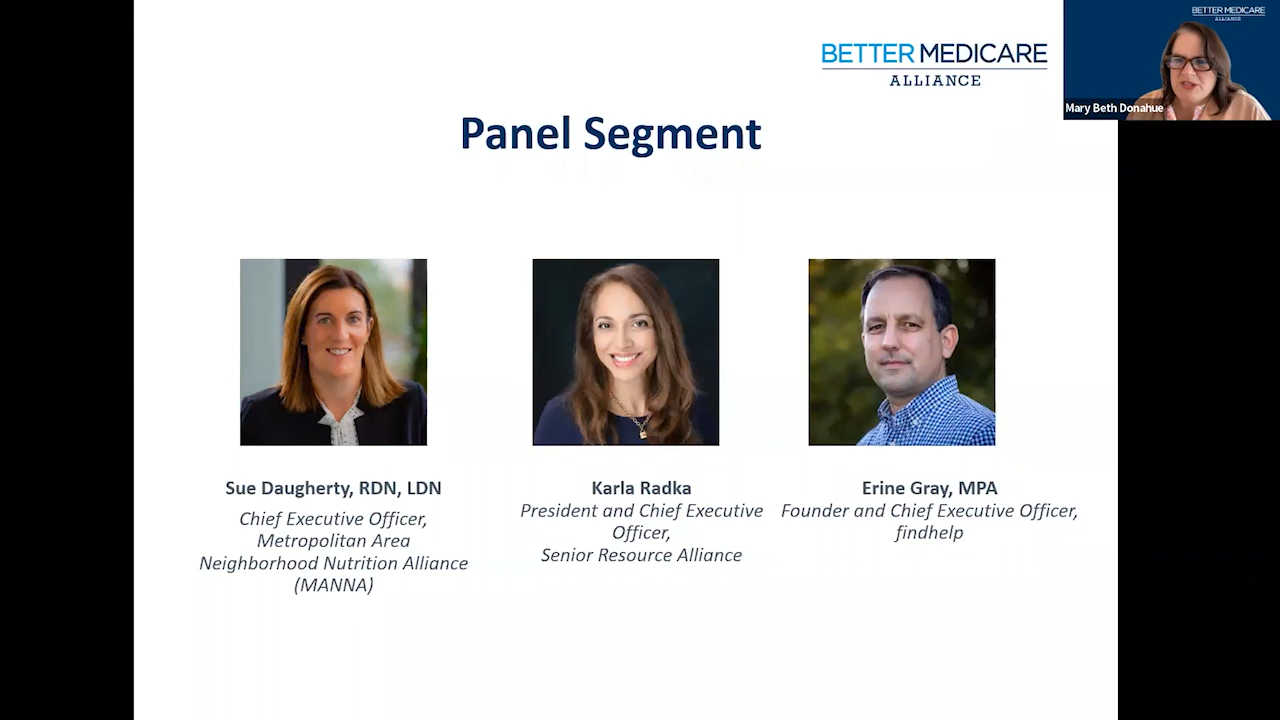 BETTER MEDICARE
ALLIANCE
BETTER MEDICARE
ALLIANCE
Mary Beth Donahue
Panel Segment
Sue Daugherty, RDN, LDN
Chief Executive Officer,
Metropolitan Area
Neighborhood Nutrition Alliance
(MANNA)
Karla Radka
President and Chief Executive
Officer,
Senior Resource Alliance
Erine Gray, MPA
Founder and Chief Executive Officer,
findhelp